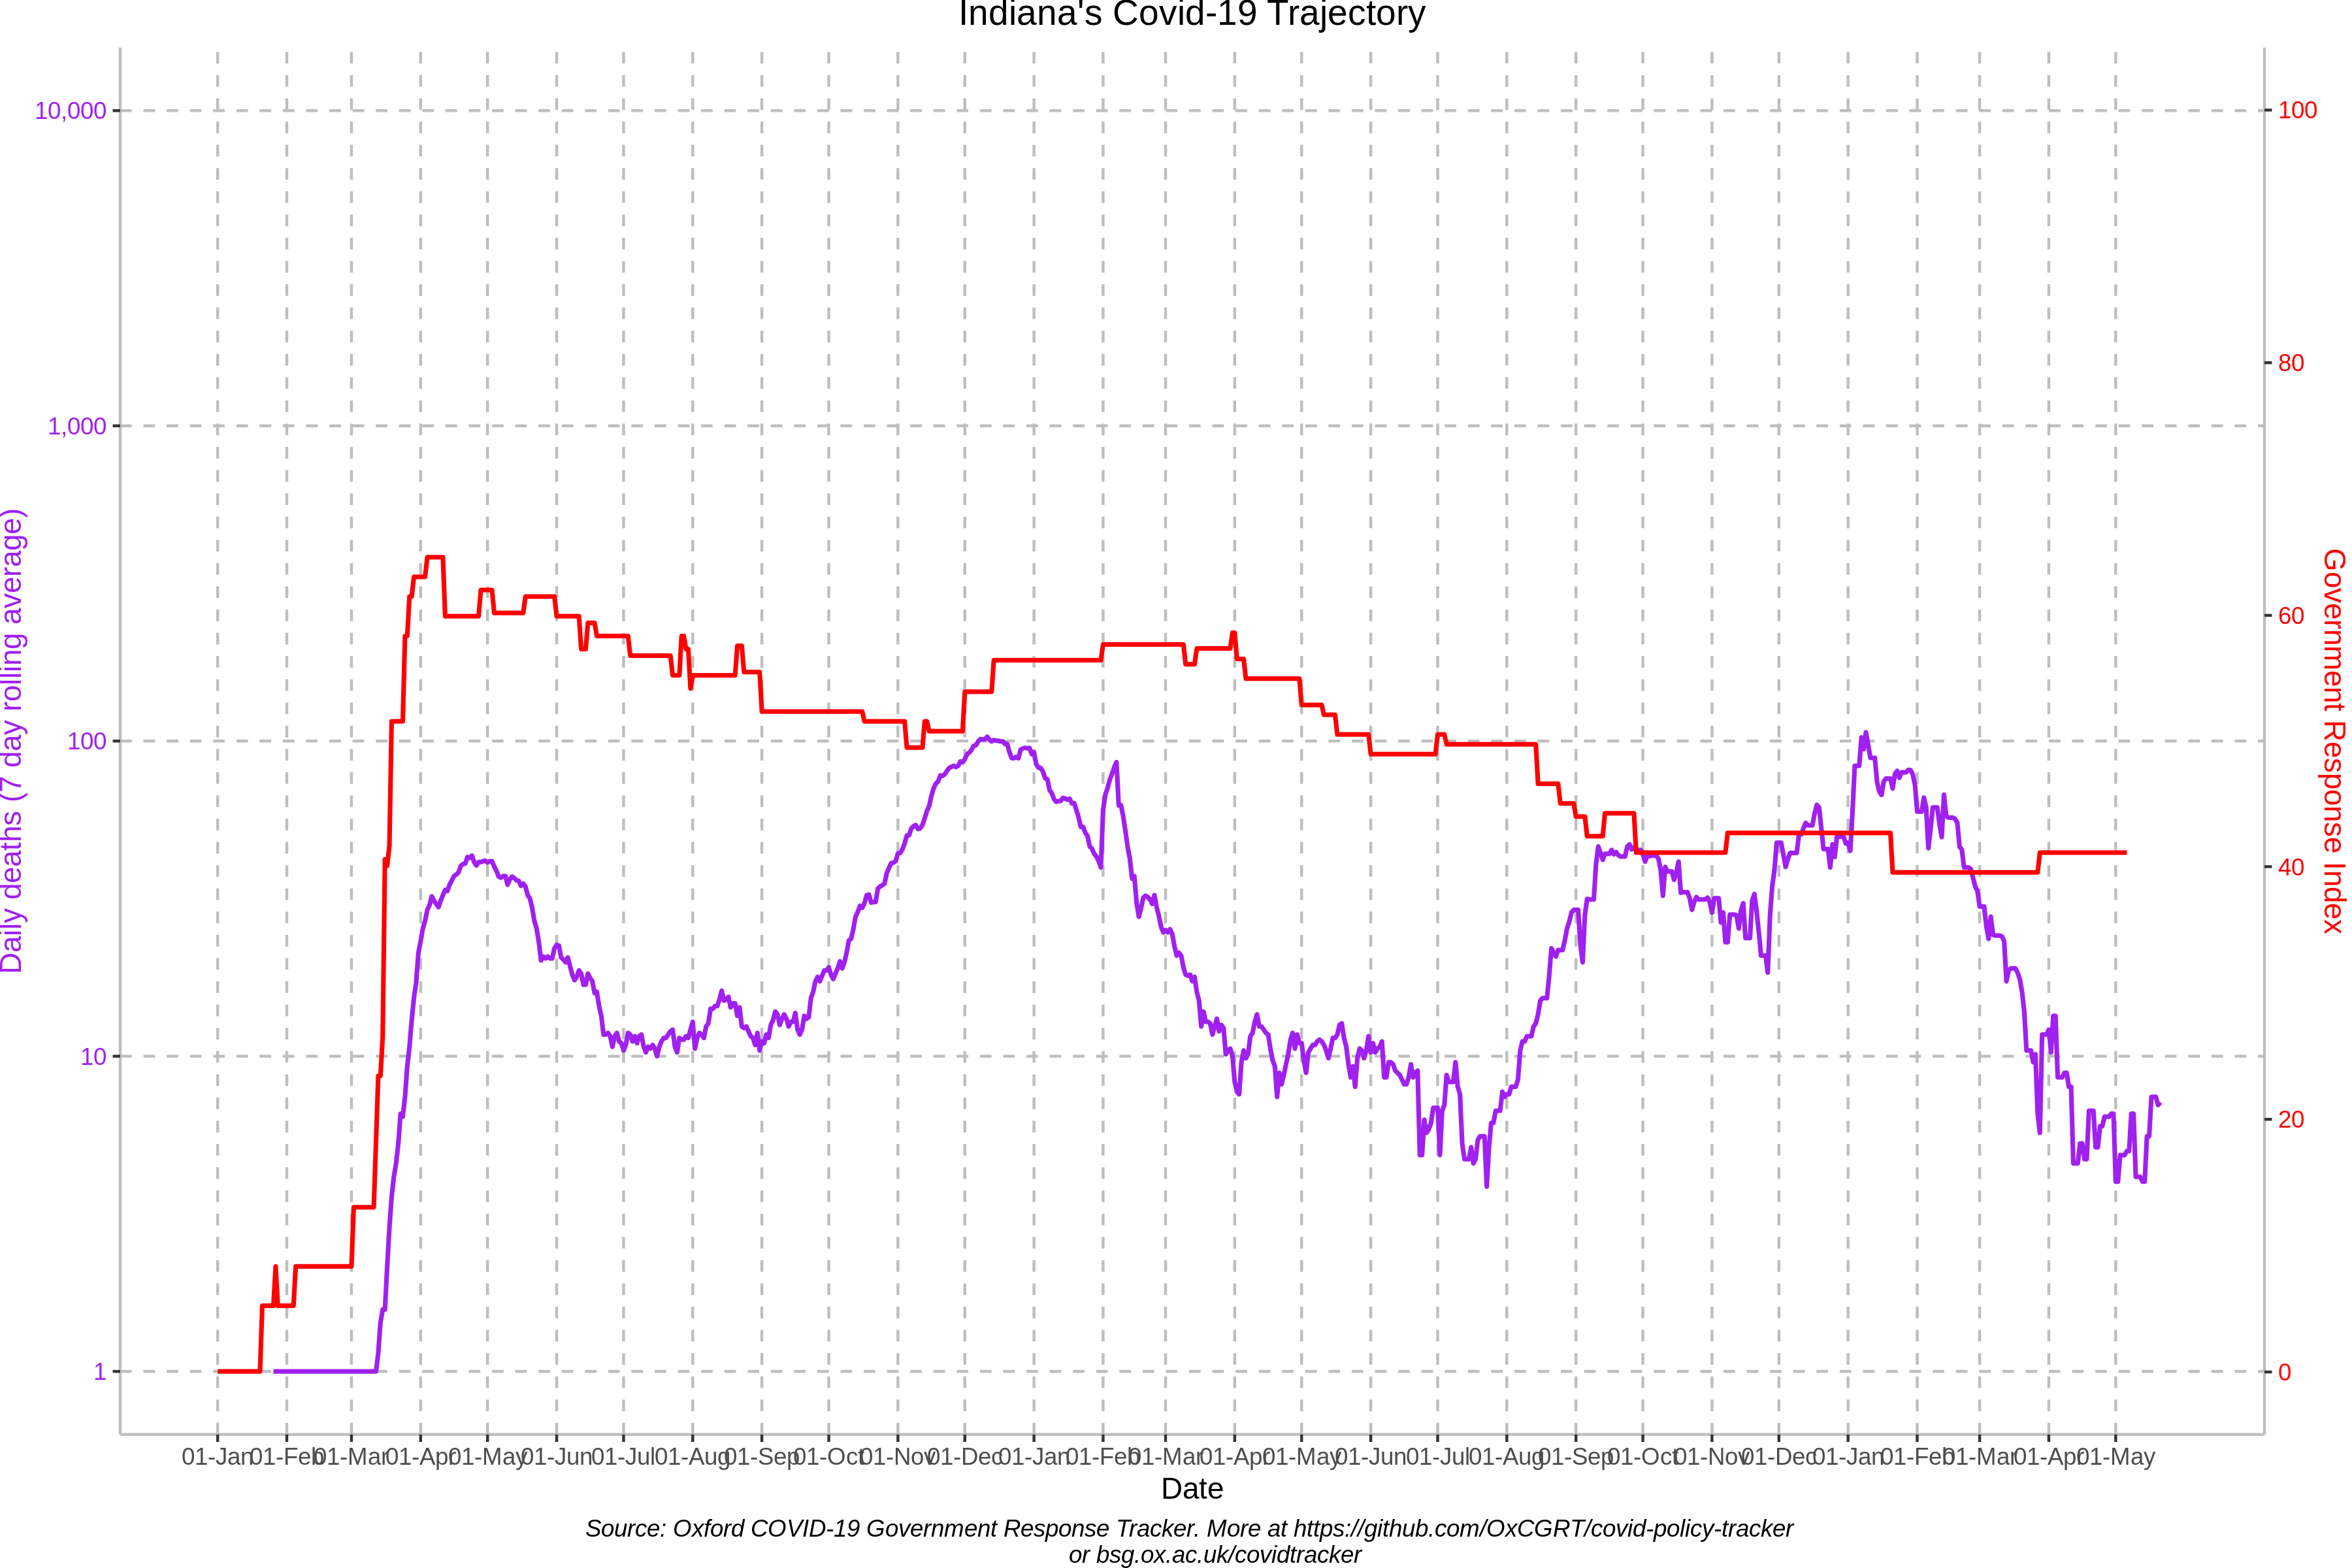 Indiana's Covid-19 Trajectory
10,000
1,000
100
10
1
Daily deaths (7 day rolling average)
100
80
60
40
20
0
Government Response Index
01-Jan 01-Feb 01-Mar 01-Apr 01-May 01-Jun 01-Jul 01-Aug 01-Sep 01-Oct 01-Nov 01-Dec 01-Jan 01-Feb 01-Mar 01-Apr 01-May 01-Jun 01-Jul 01-Aug 01-Sep 01-Oct 01-Nov 01-Dec 01-Jan 01-Feb 01-Mar 01-Apr 01-May
Date
Source: Oxford COVID-19 Government Response Tracker. More at https://github.com/OxCGRT/covid-policy-tracker
or bsg.ox.ac.uk/covidtracker